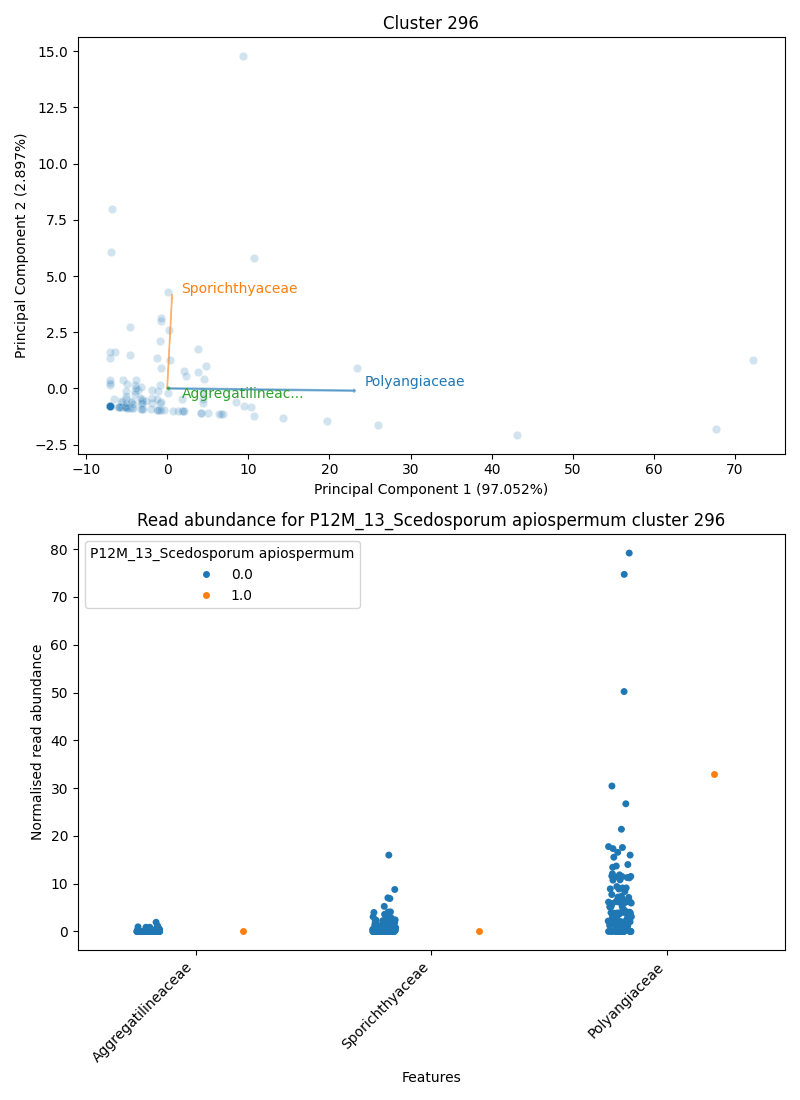 Cluster 296
15.0
12.5
10.0
7.5
5.0
2.5
0.0
−2.5
Principal Component 2 (2.897%)
Sporichthyaceae
Polyangiaceae
Aggregatilineac...
−10
0
10
20
30
40
50
60
70
Principal Component 1 (97.052%)
Read abundance for P12M_13_Scedosporum apiospermum cluster 296
P12M_13_Scedosporum apiospermum
0.0
1.0
80
70
60
50
40
30
20
10
0
Normalised read abundance
Aggregatilineaceae
Sporichthyaceae
Polyangiaceae
Features